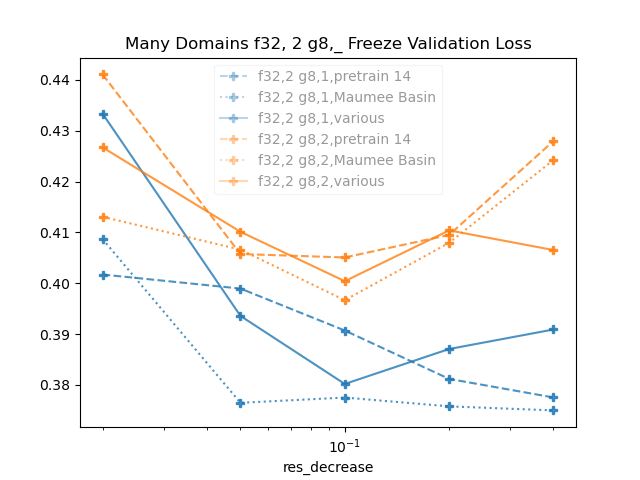 Many Domains f32, 2 g8,_ Freeze Validation Loss
0.44
0.43
0.42
0.41
0.40
0.39
0.38
f32,2 g8,1,pretrain 14
f32,2 g8,1,Maumee Basin
f32,2 g8,1,various
f32,2 g8,2,pretrain 14
f32,2 g8,2,Maumee Basin
f32,2 g8,2,various
10⁻¹
res_decrease